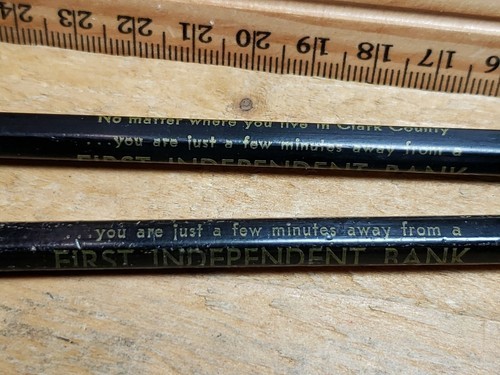 24 23 22 21 20 19 18 17 16
No matter where you live in Clark County
...you are just a few minutes away from a
FIRST INDEPENDENT BANK
...you are just a few minutes away from a
FIRST INDEPENDENT BANK